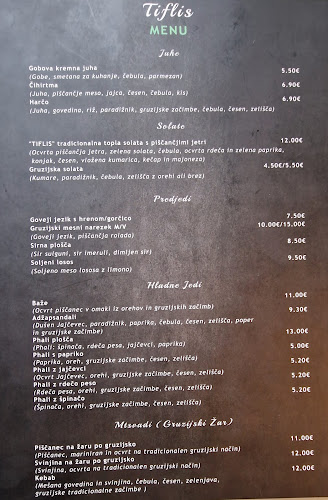 Tiflis
MENU
Juhe
Gobova kremna juha 5.50€
(Gobe, smetana za kuhanje, čebula, parmezan)
Čihirtma 6.90€
(Juha, piščančje meso, jajca, česen, čebula, kis)
Harčo 6.90€
(Juha, govedina, riž, paradižnik, gruzijske začimbe, čebula, česen, zelišča)
Solate
"TIFLIS" tradicionalna topla solata s piščančjimi jetri 12.00€
(Ocvrta piščančja jetra, zelena solata, čebula, ocvrta rdeča in zelena paprika,
konjak, česen, vložena kumarica, kečap in majoneza)
Gruzijska solata 4.50€/5.50€
(Kumare, paradižnik, čebula, zelišča z orehi ali brez)
Predjedi
Goveji jezik s hrenom/gorčico 7.50€
Gruzijski mesni narezek M/V 10.00€/15.00€
(Goveji jezik, piščančja rolada)
Sirna plošča 8.50€
(Sir sulguni, sir imeruli, dimljen sir)
Soljeni losos 9.50€
(Soljeno meso lososa z limono)
Hladne Jedi
Baže 11.00€
(Ocvrt piščanec v omaki iz orehov in gruzijskih začimb)
Adžapsandali 9.30€
(Dušen jajčevec, paradižnik, paprika, čebula, česen, zelišča, poper
in gruzijske začimbe)
Phali plošča 13.00€
(Phali: špinača, rdeča pesa, jajčevci, paprika)
Phali s papriko 5.00€
(Paprika, oreh, gruzijske začimbe, česen, zelišča)
Phali z jajčevci 5.20€
(Ocvrt Jajčevec, orehi, gruzijske začimbe, česen, zelišča)
Phali z rdečo peso 5.20€
(Rdeča pesa, orehi, gruzijske začimbe, česen, zelišča)
Phali z špinačo 5.20€
(Špinača, orehi, gruzijske začimbe, česen, zelišča)
Mtsvadi ( Gruzijski Žar)
Piščanec na žaru po gruzijsko 11.00€
(Piščanec, mariniran in ocvrt na tradicionalen gruzijski način)
Svinjina na žaru po gruzijsko 12.00€
(Svinjina, ocvrta na tradicionalen gruzijski način)
Kebab 12.00€
(Mešana govedina in svinjina, čebula, česen, zelenjava,
gruzijske tradicionalne začimbe )